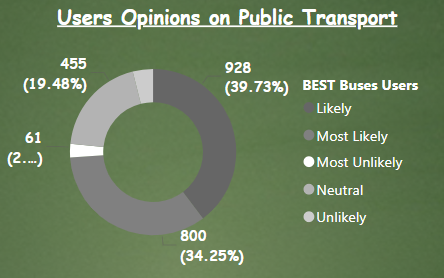 Users Opinions on Public Transport
455
(19.48%)
928
(39.73%)
61
(2....)
800
(34.25%)
BEST Buses Users
Likely
Most Likely
Most Unlikely
Neutral
Unlikely